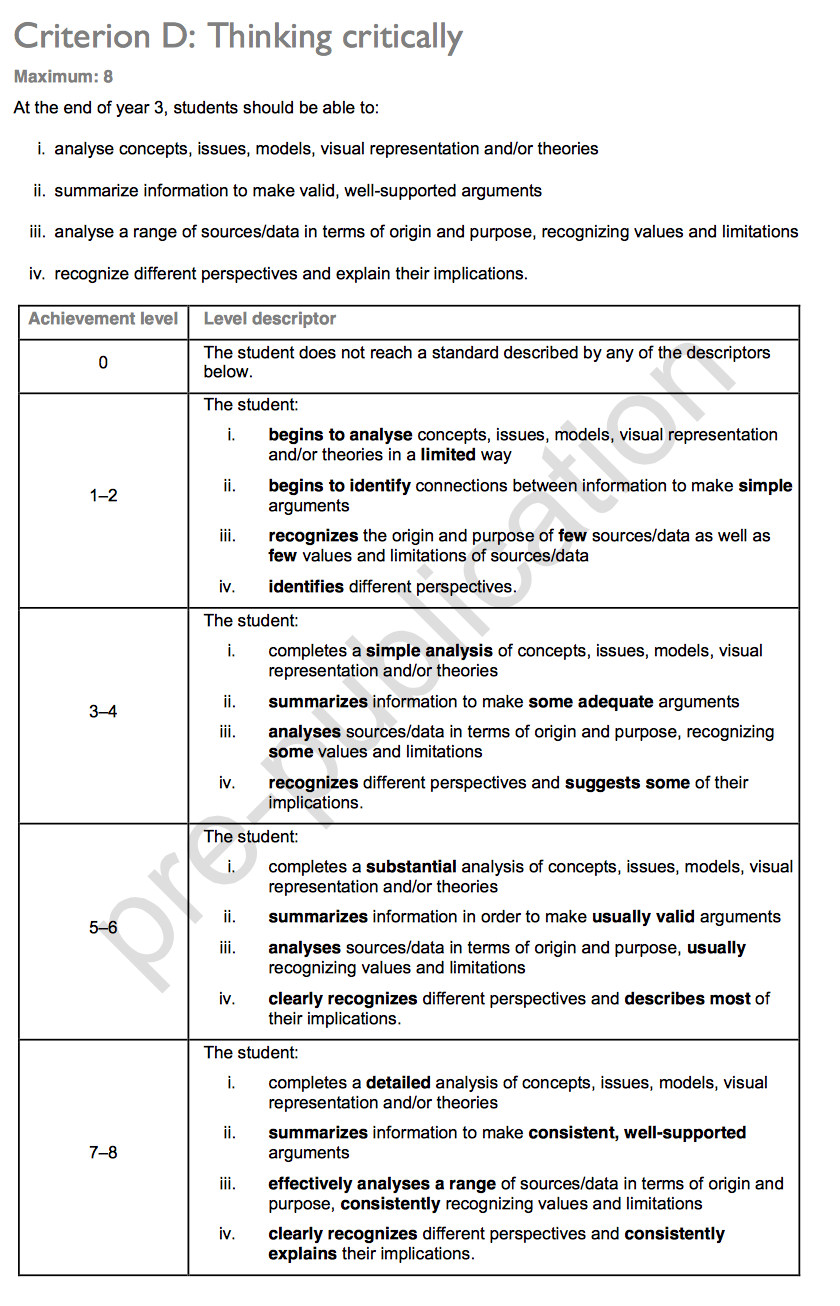 Criterion D: Thinking critically
Maximum: 8
At the end of year 3, students should be able to:
i. analyse concepts, issues, models, visual representation and/or theories
ii. summarize information to make valid, well-supported arguments
iii. analyse a range of sources/data in terms of origin and purpose, recognizing values and limitations
iv. recognize different perspectives and explain their implications.
Achievement level Level descriptor
0
The student does not reach a standard described by any of the descriptors
below.
1–2
The student:
i. begins to analyse concepts, issues, models, visual representation
and/or theories in a limited way
ii. begins to identify connections between information to make simple
arguments
iii. recognizes the origin and purpose of few sources/data as well as
few values and limitations of sources/data
iv. identifies different perspectives.
3–4
The student:
i. completes a simple analysis of concepts, issues, models, visual
representation and/or theories
ii. summarizes information to make some adequate arguments
iii. analyses sources/data in terms of origin and purpose, recognizing
some values and limitations
iv. recognizes different perspectives and suggests some of their
implications.
5–6
The student:
i. completes a substantial analysis of concepts, issues, models, visual
representation and/or theories
ii. summarizes information in order to make usually valid arguments
iii. analyses sources/data in terms of origin and purpose, usually
recognizing values and limitations
iv. clearly recognizes different perspectives and describes most of
their implications.
7–8
The student:
i. completes a detailed analysis of concepts, issues, models, visual
representation and/or theories
ii. summarizes information to make consistent, well-supported
arguments
iii. effectively analyses a range of sources/data in terms of origin and
purpose, consistently recognizing values and limitations
iv. clearly recognizes different perspectives and consistently
explains their implications.
pre-publication